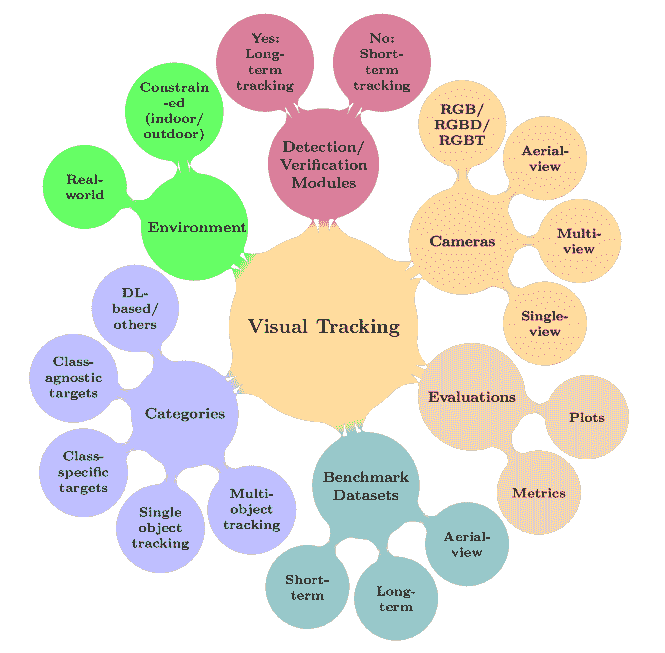 Yes:
Long-
term
tracking
No:
Short-
term
tracking
Detection/
Verification
Modules
Constrain
-ed
(indoor/
outdoor)
Real-
world
Environment
RGB/
RGBD/
RGBT
Aerial-
view
Cameras
Multi-
view
Single-
view
Visual Tracking
DL-
based/
others
Class-
agnostic
targets
Categories
Class-
specific
targets
Single
object
tracking
Multi-
object
tracking
Evaluations
Plots
Metrics
Benchmark
Datasets
Aerial-
view
Short-
term
Long-
term